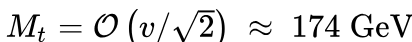 M_t = 𝒪 (v/√2) ≈ 174 GeV